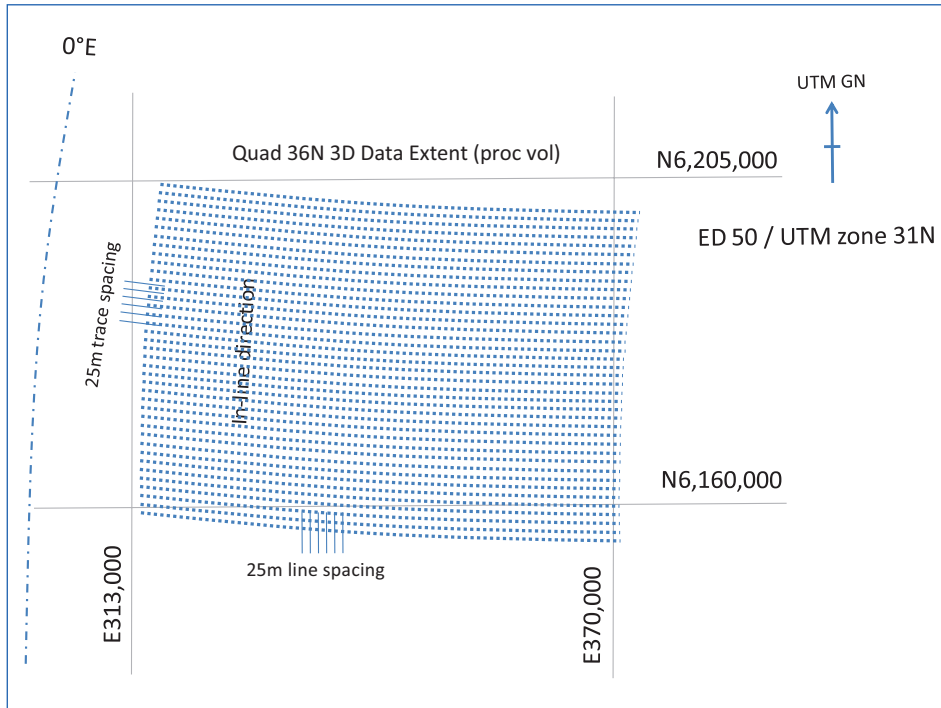 0°E
UTM GN
Quad 36N 3D Data Extent (proc vol)
N6,205,000
ED 50 / UTM zone 31N
25m trace spacing
In-line direction
N6,160,000
25m line spacing
E313,000
E370,000